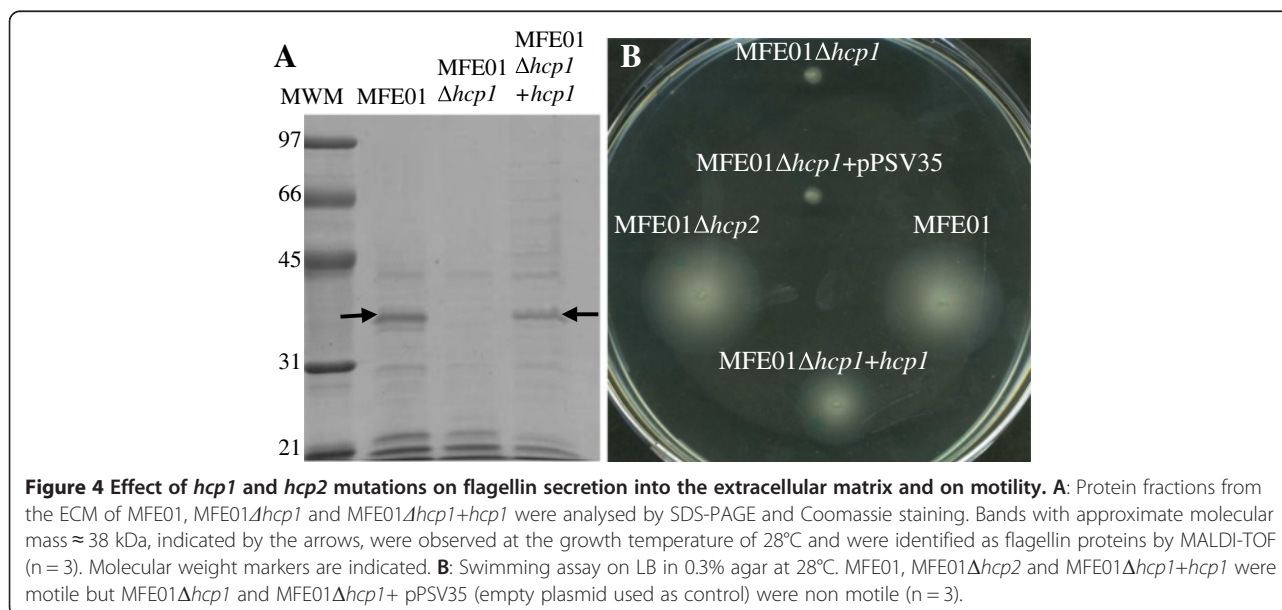 A
MWM MFE01 MFE01 Δhcp1 MFE01 Δhcp1 +hcp1
97
66
45
31
21
B
MFE01Δhcp1
MFE01Δhcp1+pPSV35
MFE01Δhcp2 MFE01
MFE01Δhcp1+hcp1
Figure 4 Effect of hcp1 and hcp2 mutations on flagellin secretion into the extracellular matrix and on motility. A: Protein fractions from
the ECM of MFE01, MFE01Δhcp1 and MFE01Δhcp1+hcp1 were analysed by SDS-PAGE and Coomassie staining. Bands with approximate molecular
mass ≈ 38 kDa, indicated by the arrows, were observed at the growth temperature of 28°C and were identified as flagellin proteins by MALDI-TOF
(n = 3). Molecular weight markers are indicated. B: Swimming assay on LB in 0.3% agar at 28°C. MFE01, MFE01Δhcp2 and MFE01Δhcp1+hcp1 were
motile but MFE01Δhcp1 and MFE01Δhcp1+ pPSV35 (empty plasmid used as control) were non motile (n = 3).